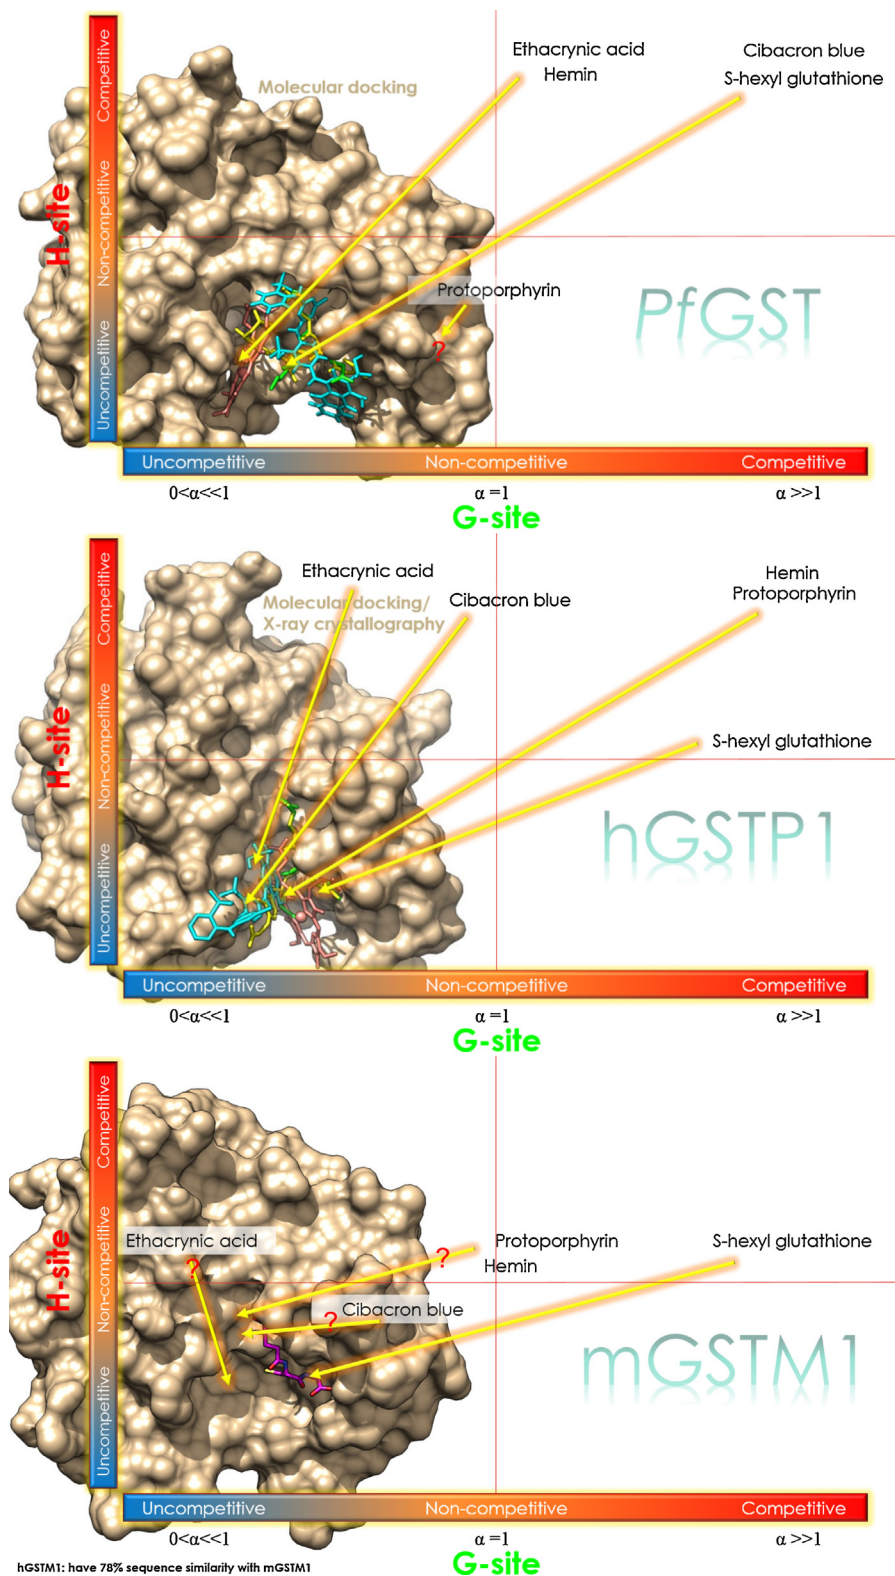 Ethacrynic acid
Hemin
Cibacron blue
S-hexyl glutathione
Molecular docking
Competitive
Non-competitive
Uncompetitive
H-site
Protoporphyrin
?
PfGST
Uncompetitive Non-competitive Competitive
0<α<<1 α =1 α >>1
G-site
Ethacrynic acid
Cibacron blue
Hemin
Protoporphyrin
Molecular docking/
X-ray crystallography
Competitive
Non-competitive
Uncompetitive
H-site
S-hexyl glutathione
hGSTP1
Uncompetitive Non-competitive Competitive
0<α<<1 α =1 α >>1
G-site
Competitive
Non-competitive
Uncompetitive
H-site
Ethacrynic acid
?
Protoporphyrin
Hemin
?
S-hexyl glutathione
Cibacron blue
?
mGSTM1
Uncompetitive Non-competitive Competitive
0<α<<1 α =1 α >>1
G-site
hGSTM1: have 78% sequence similarity with mGSTM1